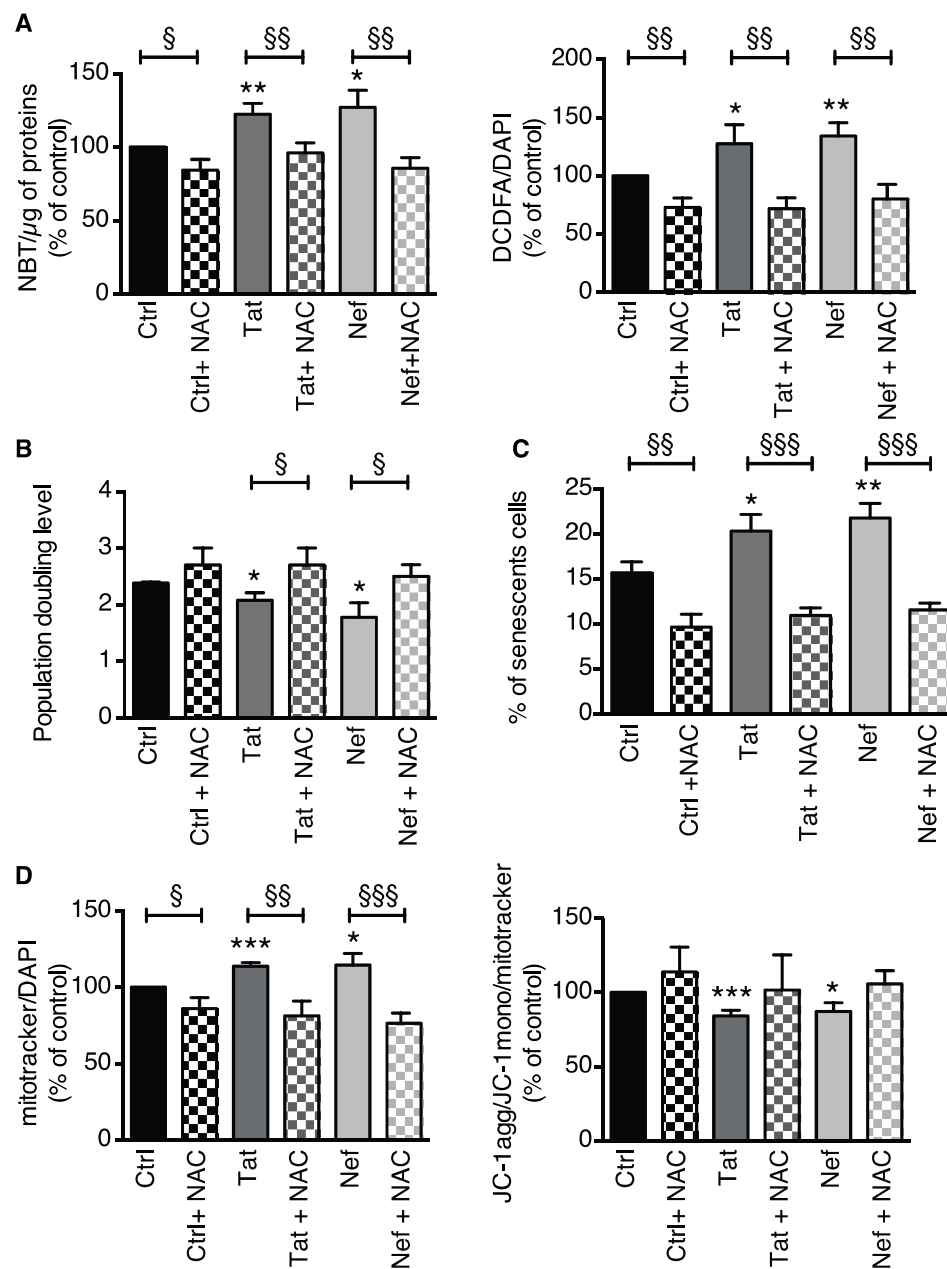 A
§ §§ §§
NBT/µg of proteins
(% of control)
150
100
50
0
** *
Ctrl
Ctrl+ NAC
Tat
Tat+ NAC
Nef
Nef+NAC
§§ §§ §§
DCDFA/DAPI
(% of control)
200
150
100
50
0
* **
Ctrl
Ctrl+ NAC
Tat
Tat + NAC
Nef
Nef + NAC
B
§ §
Population doubling level
4
3
2
1
0
* *
Ctrl
Ctrl + NAC
Tat
Tat + NAC
Nef
Nef + NAC
C
§§ §§§ §§§
% of senescents cells
25
20
15
10
5
0
* **
Ctrl
Ctrl +NAC
Tat
Tat + NAC
Nef
Nef + NAC
D
§ §§ §§§
mitotracker/DAPI
(% of control)
150
100
50
0
*** *
Ctrl
Ctrl+ NAC
Tat
Tat + NAC
Nef
Nef + NAC
JC-1agg/JC-1mono/mitotracker
(% of control)
150
100
50
0
*** *
Ctrl
Ctrl+ NAC
Tat
Tat + NAC
Nef
Nef + NAC